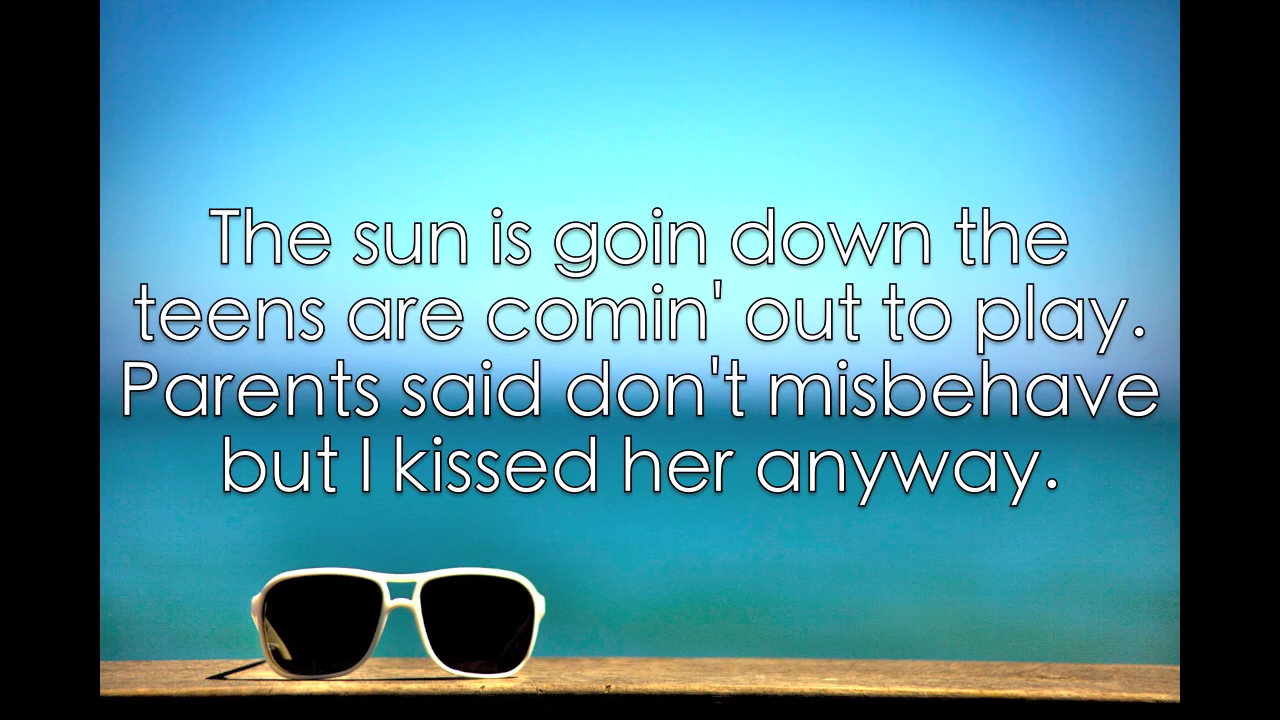 The sun is goin down the
teens are comin' out to play.
Parents said don't misbehave
but I kissed her anyway.